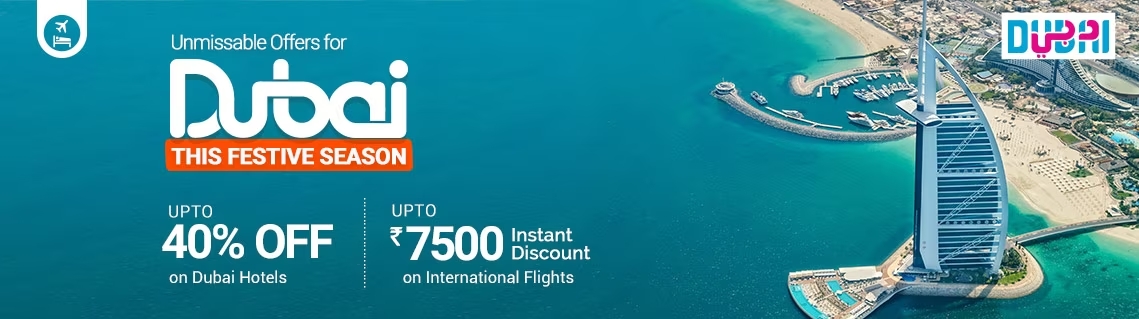 Unmissable Offers for
Dubai
THIS FESTIVE SEASON
UPTO
40% OFF
on Dubai Hotels
UPTO
₹7500 Instant Discount
on International Flights
DUBAI
دبي